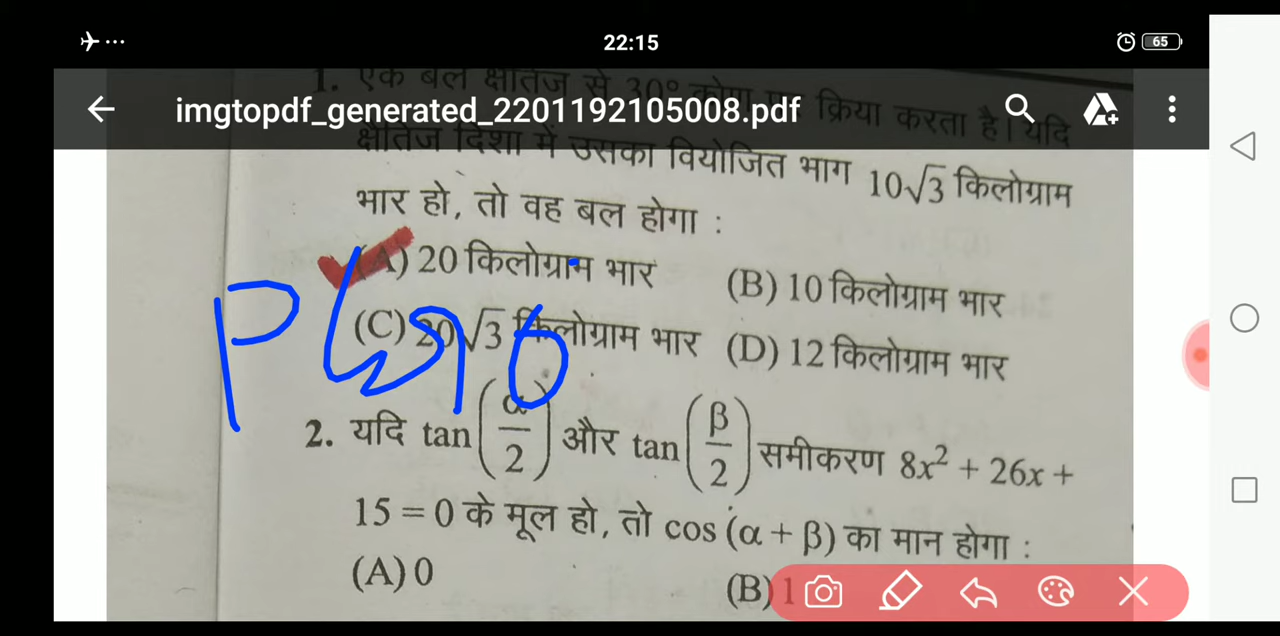 22:15
65
imgtopdf_generated_2201192105008.pdf
1. एक बल क्षैतिज से 30° कोण पर क्रिया करता है। यदि
क्षैतिज दिशा में उसका वियोजित भाग 10√3 किलोग्राम
भार हो, तो वह बल होगा :
(A) 20 किलोग्राम भार (B) 10 किलोग्राम भार
(C) 20√3 किलोग्राम भार (D) 12 किलोग्राम भार
2. यदि tan(α/2) और tan(β/2) समीकरण 8x² + 26x +
15 = 0 के मूल हो, तो cos (α + β) का मान होगा :
(A) 0 (B) 1